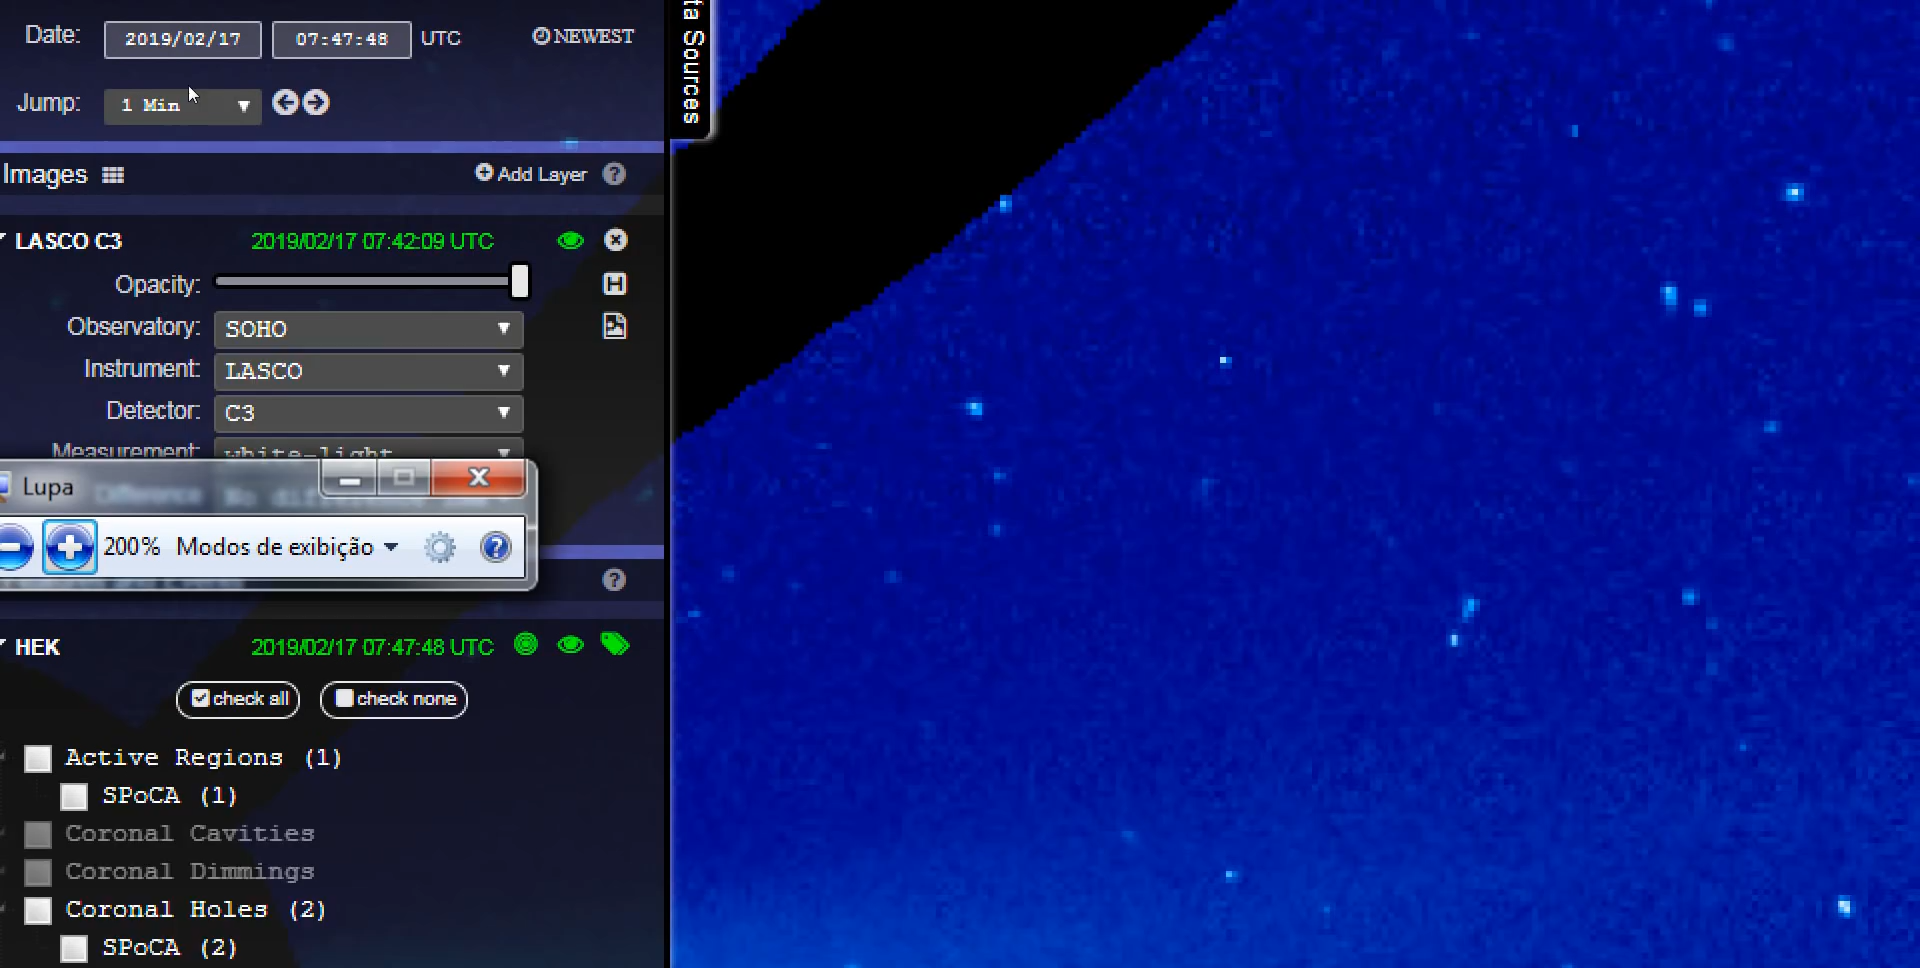 Date: 2019/02/17 07:47:48 UTC NEWEST
Jump: 1 Min
ta Sources
Images Add Layer
LASCO C3 2019/02/17 07:42:09 UTC
Opacity:
Observatory: SOHO
Instrument: LASCO
Detector: C3
Measurement: white-light
Lupa
200% Modos de exibição
HEK 2019/02/17 07:47:48 UTC
check all check none
Active Regions (1)
SPoCA (1)
Coronal Cavities
Coronal Dimmings
Coronal Holes (2)
SPoCA (2)